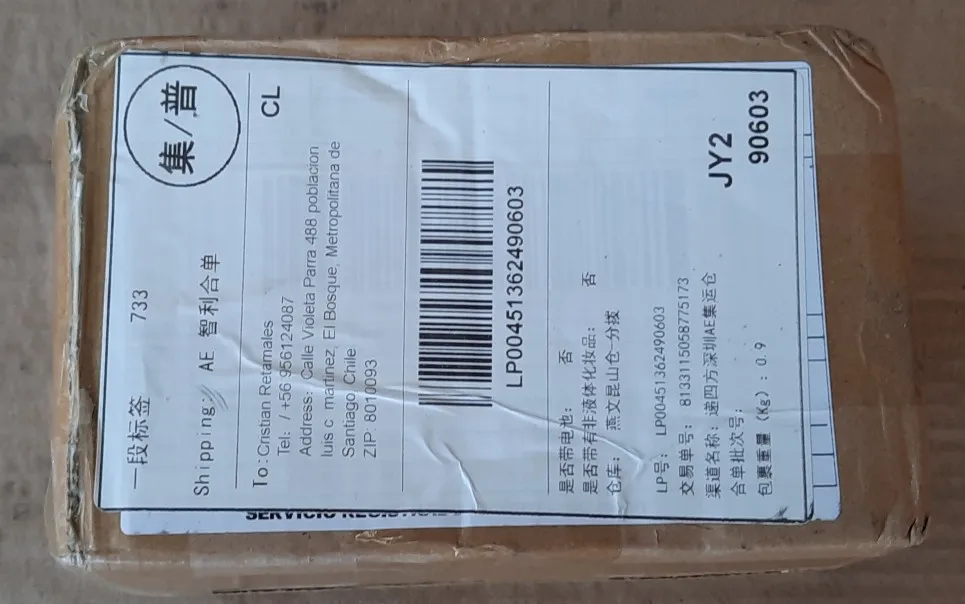 一段标签 733
集/普
Shipping: AE 智利合单
CL
To:Cristian Retamales
Tel: / +56 956124087
Address: Calle Violeta Parra 488 poblacion
luis c martinez, El Bosque, Metropolitana de
Santiago, Chile
ZIP: 8010093
LP00451362490603
是否带电池: 否
是否带有非液体化妆品: 否
仓库: 燕文昆山仓-分拨
LP号: LP00451362490603
交易单号: 8133115058775173
渠道名称: 递四方深圳AE集运仓
合单批次号:
包裹重量(Kg): 0.9
JY2
90603
SERVICIO